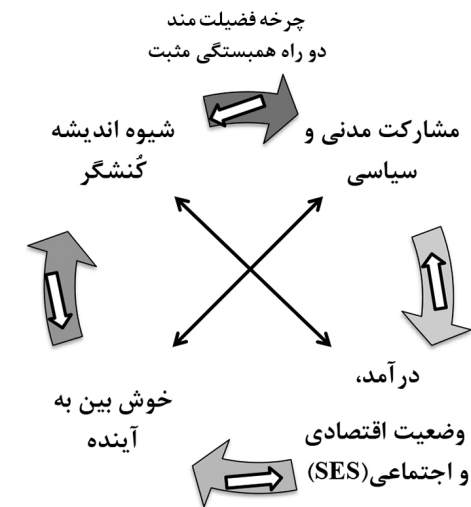 چرخه فضیلت مند
دو راه همبستگی مثبت
مشارکت مدنی و
سیاسی
شیوه اندیشه
کُنشگر
درآمد،
وضعیت اقتصادی
و اجتماعی(SES)
خوش بین به
آینده